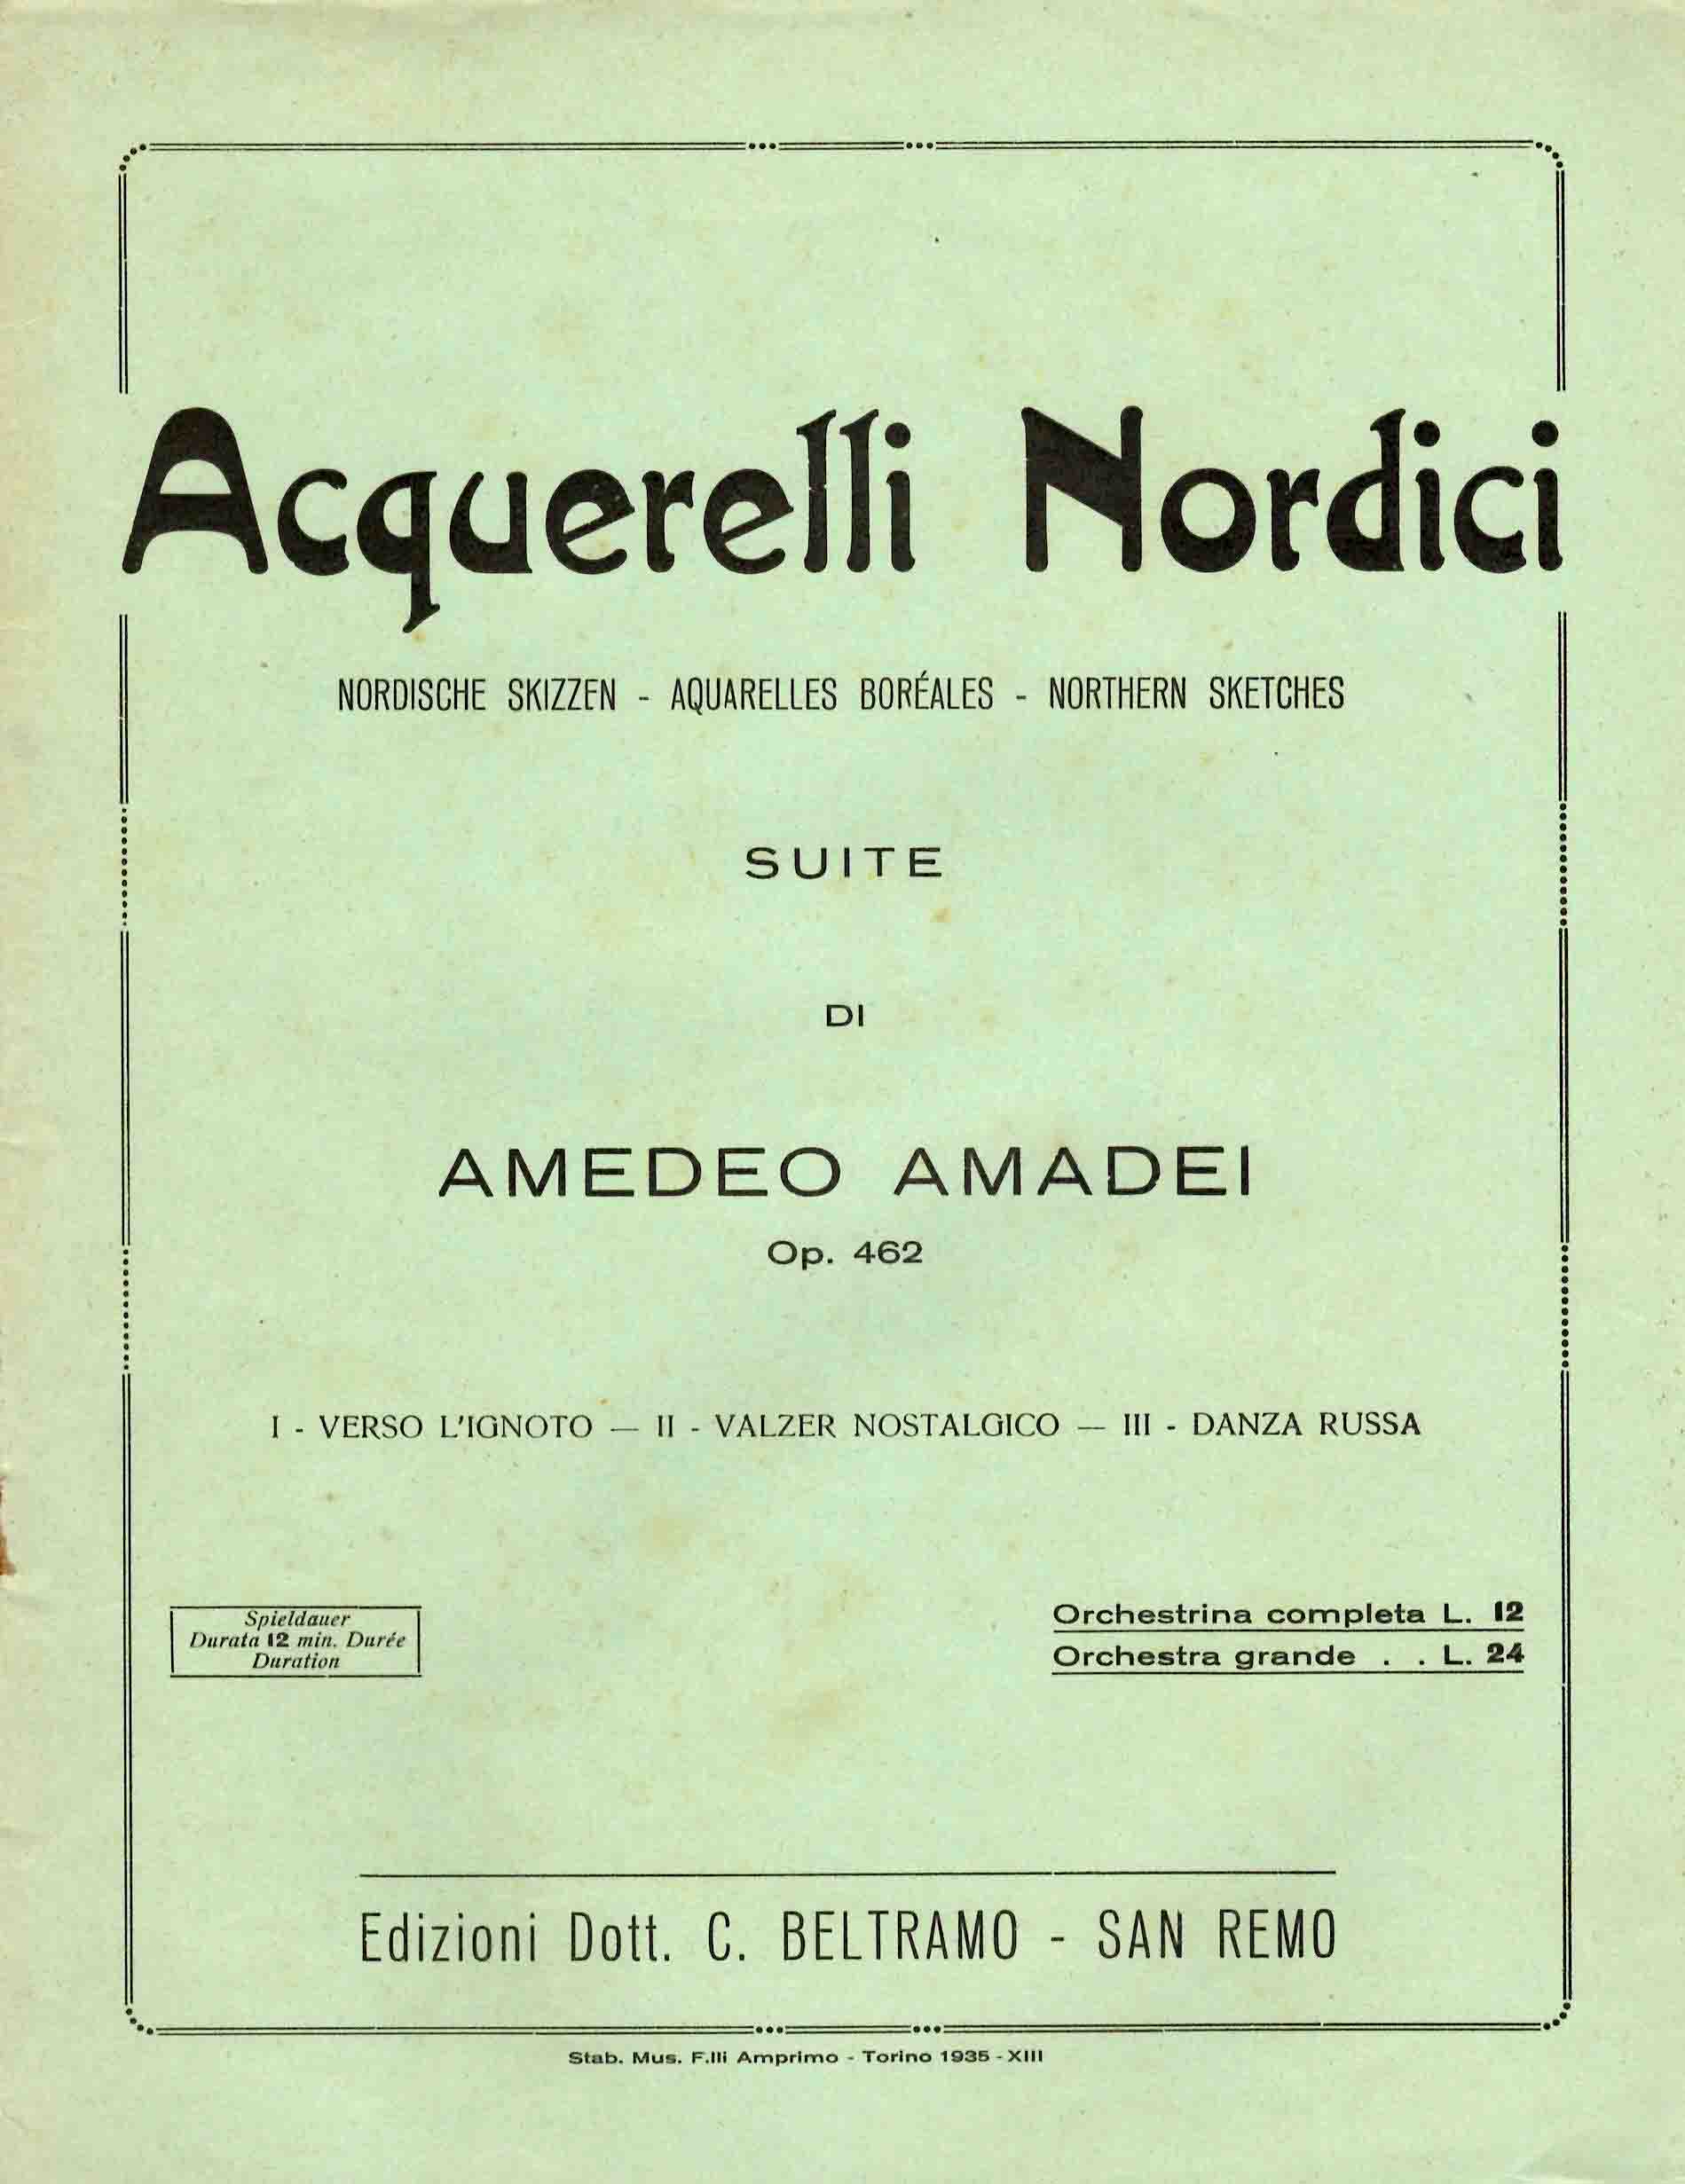 Acquerelli Nordici
NORDISCHE SKIZZEN - AQUARELLES BORÉALES - NORTHERN SKETCHES
SUITE
DI
AMEDEO AMADEI
Op. 462
I - VERSO L'IGNOTO — II - VALZER NOSTALGICO — III - DANZA RUSSA
Spieldauer
Durata 12 min. Durée
Duration
Orchestrina completa L. 12
Orchestra grande . . L. 24
Edizioni Dott. C. BELTRAMO - SAN REMO
Stab. Mus. F.lli Amprimo - Torino 1935 - XIII